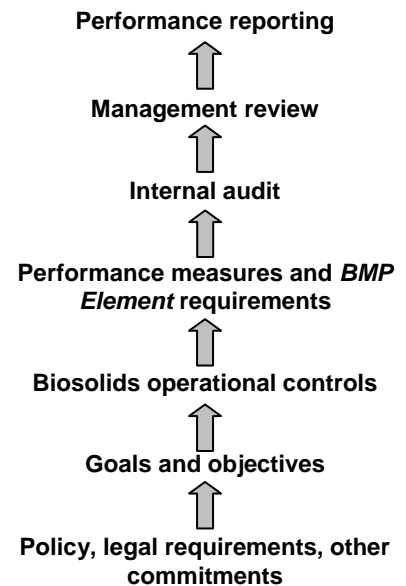 Performance reporting
Management review
Internal audit
Performance measures and BMP
Element requirements
Biosolids operational controls
Goals and objectives
Policy, legal requirements, other
commitments